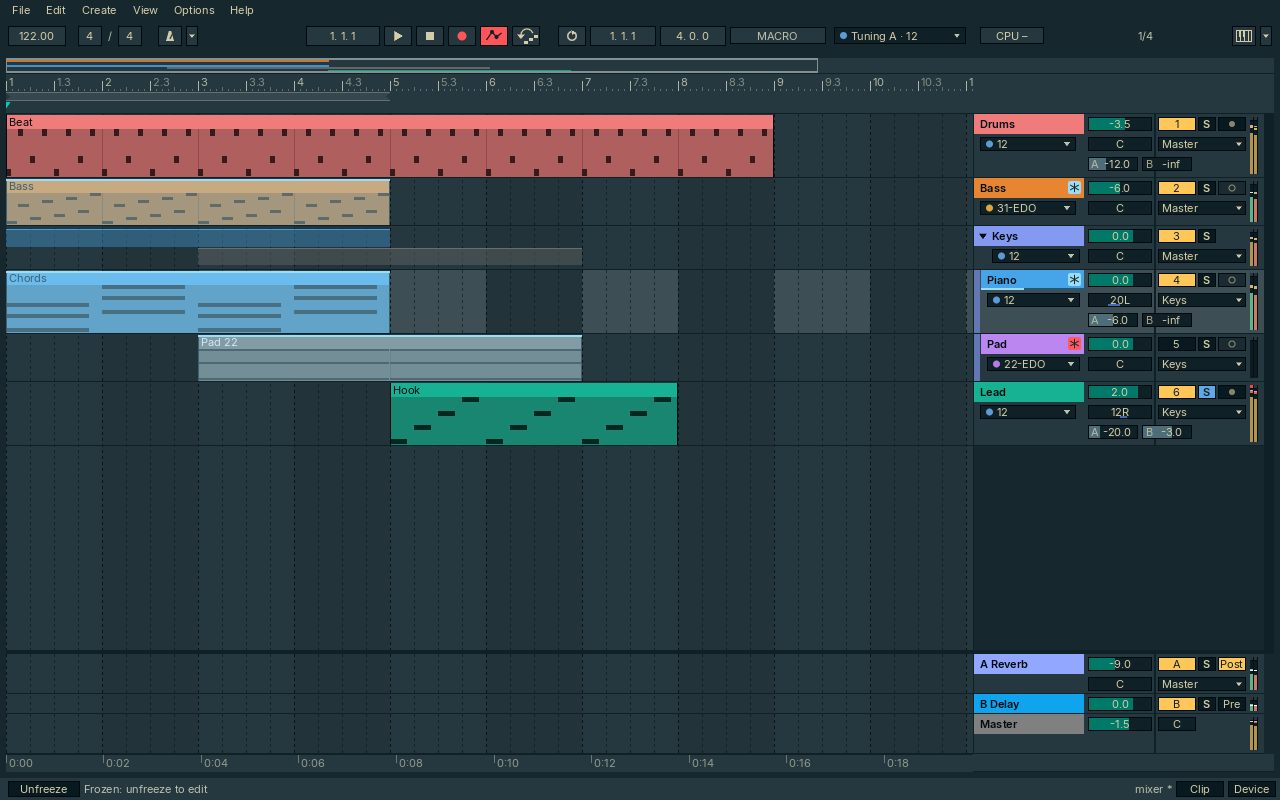 File Edit Create View Options Help
122.00 4 / 4 1. 1. 1 1. 1. 1 4. 0. 0 MACRO Tuning A · 12 CPU – 1/4
1 1.3 2 2.3 3 3.3 4 4.3 5 5.3 6 6.3 7 7.3 8 8.3 9 9.3 10 10.3 1
Beat
Drums -3.5 1 S
12 C Master
A -12.0 B -inf
Bass
Bass -6.0 2 S
31-EDO C Master
Keys 0.0 3 S
12 C Master
Chords
Piano 0.0 4 S
12 20L Keys
A -6.0 B -inf
Pad 22
Pad 0.0 5 S
22-EDO C Keys
Hook
Lead 2.0 6 S
12 12R Keys
A -20.0 B -3.0
A Reverb -9.0 A S Post
C Master
B Delay 0.0 B S Pre
Master -1.5 C
0:00 0:02 0:04 0:06 0:08 0:10 0:12 0:14 0:16 0:18
Unfreeze Frozen: unfreeze to edit mixer * Clip Device